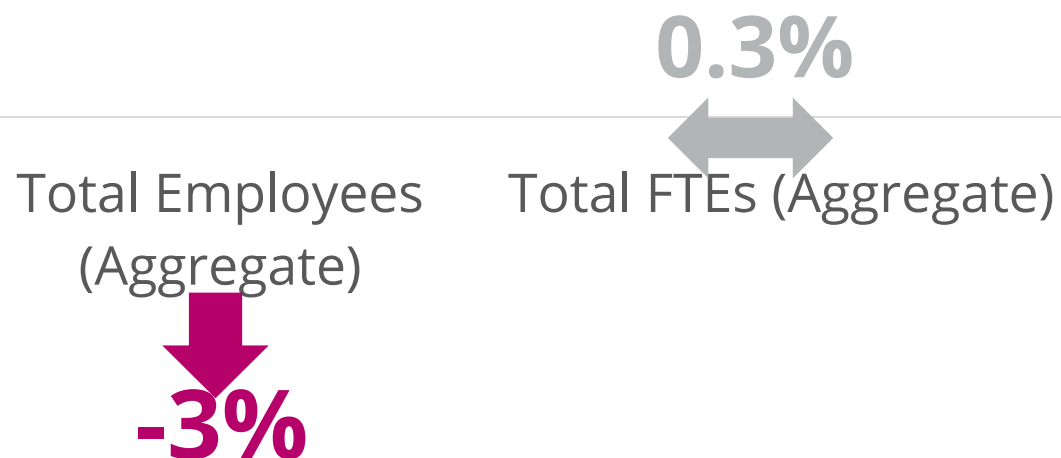 0.3%
Total Employees
(Aggregate)
Total FTEs (Aggregate)
-3%